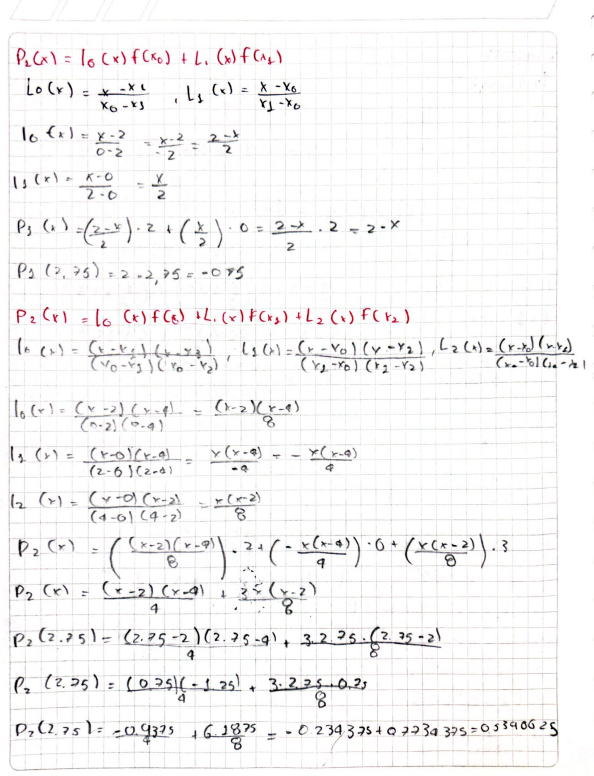 P₁(x) = l₀(x) f(x₀) + L₁(x) f(x₁)
L₀(x) = (x - x₁)/(x₀ - x₁) , L₁(x) = (x - x₀)/(x₁ - x₀)
l₀(x) = (x-2)/(0-2) = (x-2)/(-2) = (2-x)/2
l₁(x) = (x-0)/(2-0) = x/2
P₁(x) = ((2-x)/2) · 2 + (x/2) · 0 = (2-x)/2 · 2 = 2-x
P₁(2,75) = 2 - 2,75 = -0.75
P₂(x) = l₀(x) f(x₀) + L₁(x) f(x₁) + L₂(x) f(x₂)
l₀(x) = (x-x₁)(x-x₂)/(x₀-x₁)(x₀-x₂) , L₁(x) = (x-x₀)(x-x₂)/(x₁-x₀)(x₁-x₂) , L₂(x) = (x-x₀)(x-x₁)/(x₂-x₀)(x₂-x₁)
l₀(x) = (x-2)(x-4)/(0-2)(0-4) = (x-2)(x-4)/8
l₁(x) = (x-0)(x-4)/(2-0)(2-4) = x(x-4)/-4 = - x(x-4)/4
l₂(x) = (x-0)(x-2)/(4-0)(4-2) = x(x-2)/8
P₂(x) = ((x-2)(x-4)/8) · 2 + (- x(x-4)/4) · 0 + (x(x-2)/8) · 3
P₂(x) = (x-2)(x-4)/4 + 3x(x-2)/8
P₂(2.75) = (2.75-2)(2.75-4)/4 + 3·2.75·(2.75-2)/8
P₂(2.75) = (0.75)(-1.25)/4 + 3·2.75·0.75/8
P₂(2.75) = -0.9375/4 + 6.1875/8 = -0.234375 + 0.7734375 = 0.5390625